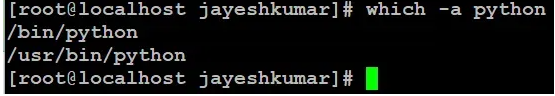 [root@localhost jayeshkumar]# which -a python
/bin/python
/usr/bin/python
[root@localhost jayeshkumar]#